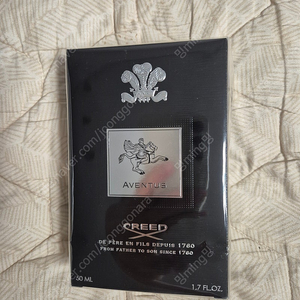 AVENTUS
CREED
DE PÈRE EN FILS DEPUIS 1760
FROM FATHER TO SON SINCE 1760
50 ML
1.7 FL.OZ.